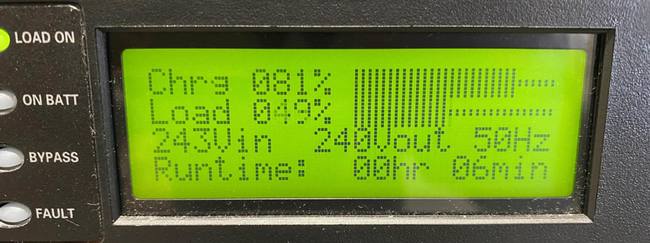 LOAD ON
ON BATT
BYPASS
FAULT
Chrg 081%
Load 049%
243Vin 240Vout 50Hz
Runtime: 00hr 06min